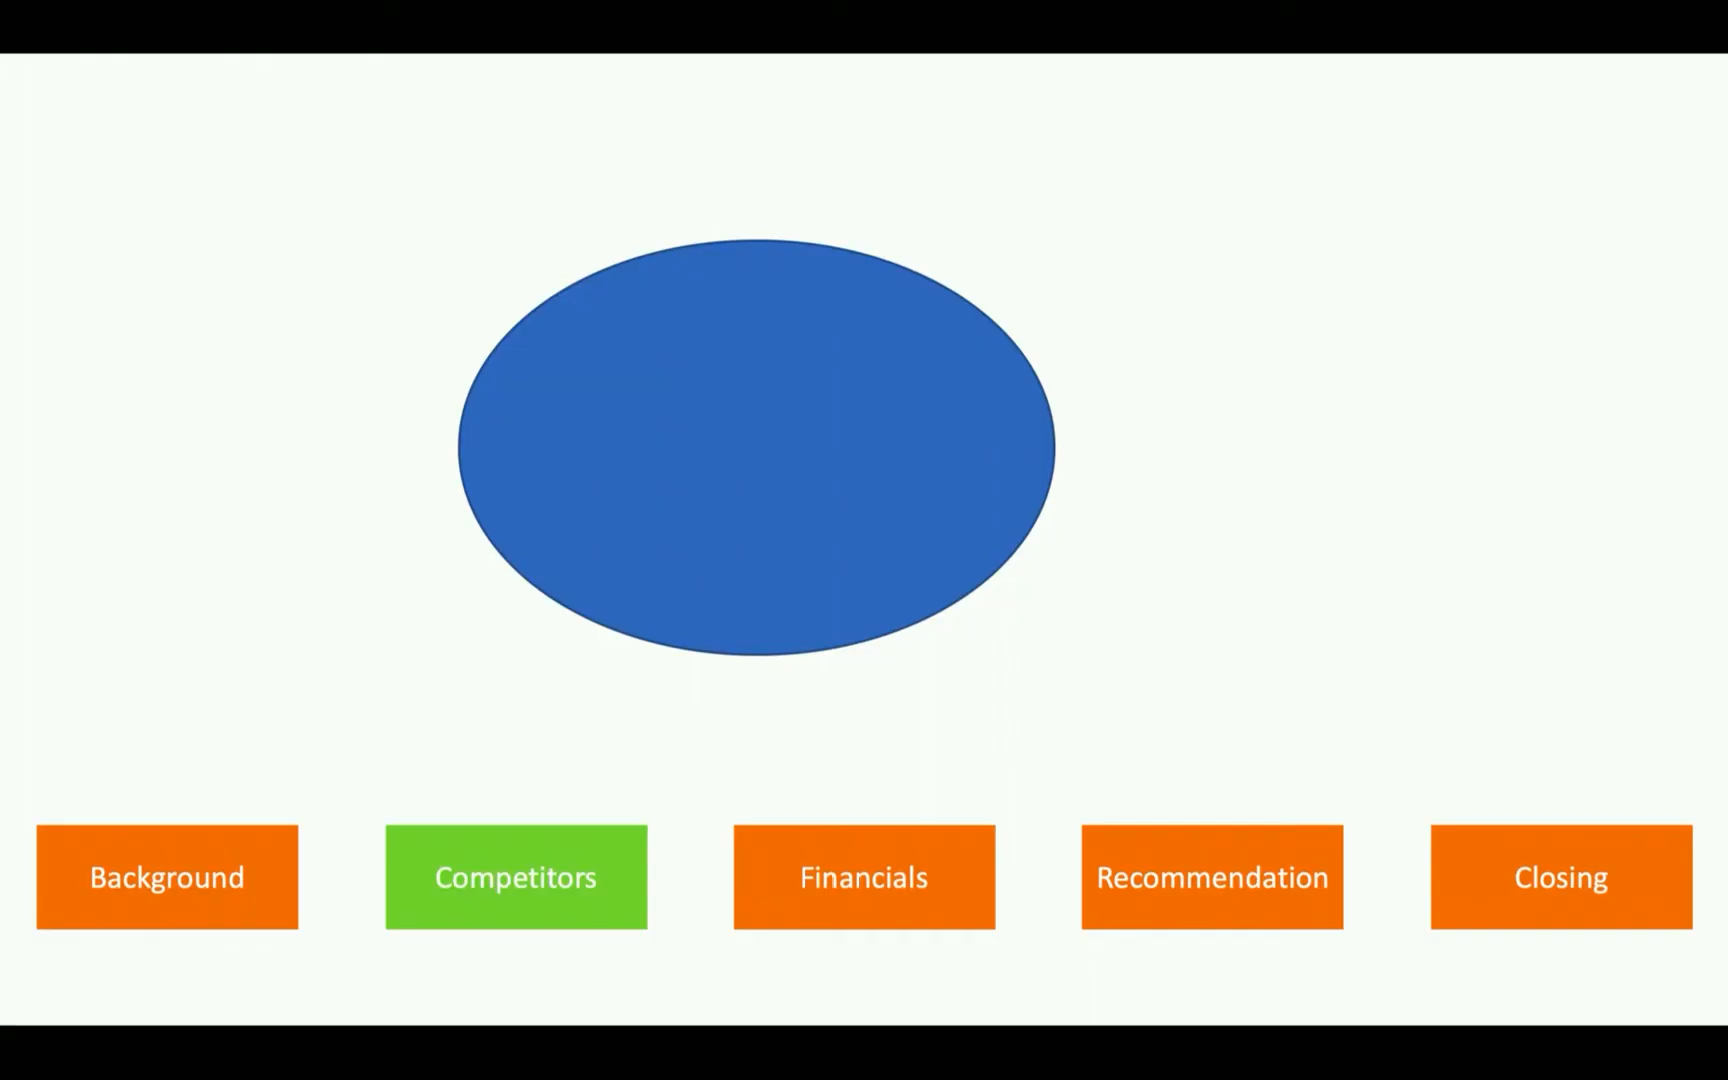 Background
Competitors
Financials
Recommendation
Closing